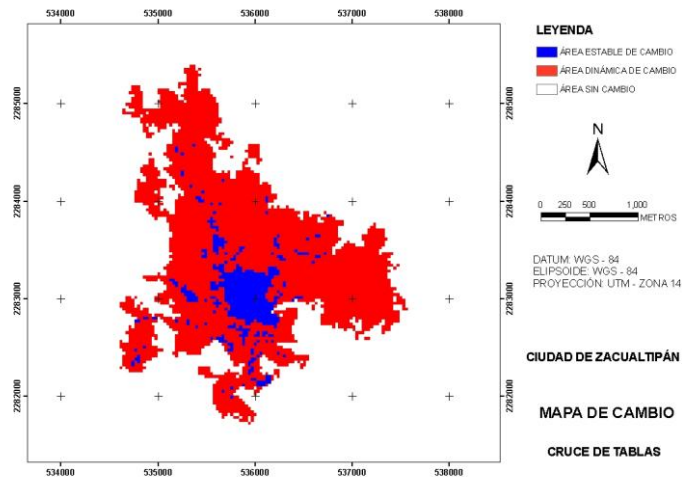 534000 535000 536000 537000 538000
2285000 2285000
2284000 2284000
2283000 2283000
2282000 2282000
534000 535000 536000 537000 538000
LEYENDA
ÁREA ESTABLE DE CAMBIO
ÁREA DINÁMICA DE CAMBIO
ÁREA SIN CAMBIO
N
0 250 500 1,000
METROS
DATUM: WGS - 84
ELIPSOIDE: WGS - 84
PROYECCIÓN: UTM - ZONA 14
CIUDAD DE ZACUALTIPÁN
MAPA DE CAMBIO
CRUCE DE TABLAS